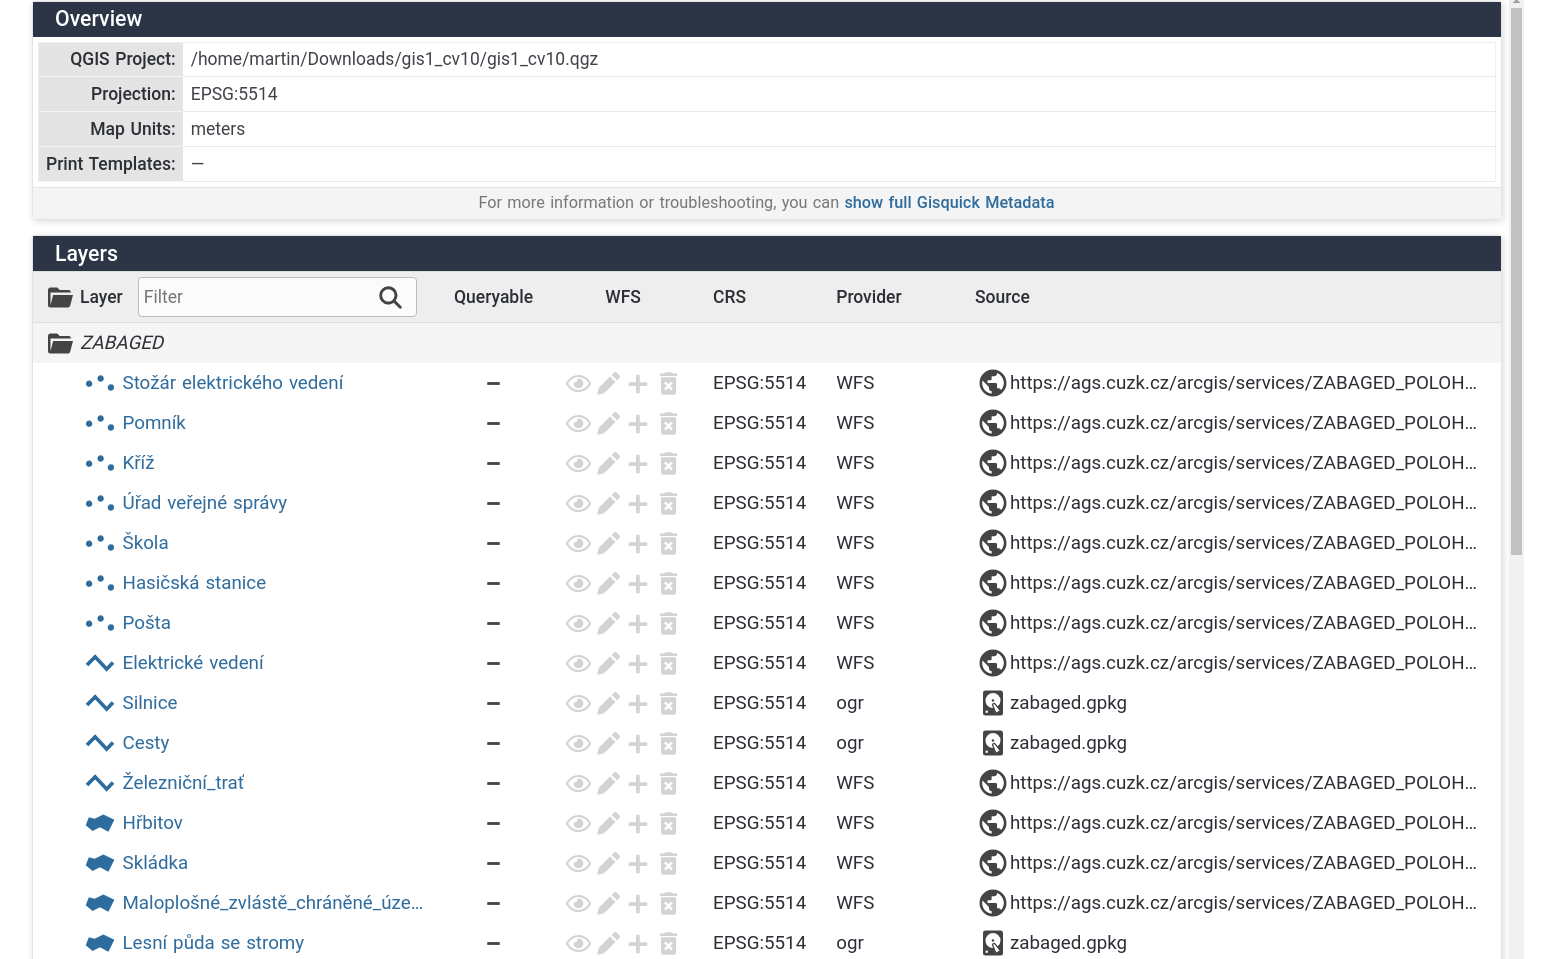 Overview
QGIS Project: /home/martin/Downloads/gis1_cv10/gis1_cv10.qgz
Projection: EPSG:5514
Map Units: meters
Print Templates: —
For more information or troubleshooting, you can show full Gisquick Metadata
Layers
Layer Filter Queryable WFS CRS Provider Source
ZABAGED
Stožár elektrického vedení – EPSG:5514 WFS https://ags.cuzk.cz/arcgis/services/ZABAGED_POLOH...
Pomník – EPSG:5514 WFS https://ags.cuzk.cz/arcgis/services/ZABAGED_POLOH...
Kříž – EPSG:5514 WFS https://ags.cuzk.cz/arcgis/services/ZABAGED_POLOH...
Úřad veřejné správy – EPSG:5514 WFS https://ags.cuzk.cz/arcgis/services/ZABAGED_POLOH...
Škola – EPSG:5514 WFS https://ags.cuzk.cz/arcgis/services/ZABAGED_POLOH...
Hasičská stanice – EPSG:5514 WFS https://ags.cuzk.cz/arcgis/services/ZABAGED_POLOH...
Pošta – EPSG:5514 WFS https://ags.cuzk.cz/arcgis/services/ZABAGED_POLOH...
Elektrické vedení – EPSG:5514 WFS https://ags.cuzk.cz/arcgis/services/ZABAGED_POLOH...
Silnice – EPSG:5514 ogr zabaged.gpkg
Cesty – EPSG:5514 ogr zabaged.gpkg
Železniční_trať – EPSG:5514 WFS https://ags.cuzk.cz/arcgis/services/ZABAGED_POLOH...
Hřbitov – EPSG:5514 WFS https://ags.cuzk.cz/arcgis/services/ZABAGED_POLOH...
Skládka – EPSG:5514 WFS https://ags.cuzk.cz/arcgis/services/ZABAGED_POLOH...
Maloplošné_zvlástě_chráněné_úze... – EPSG:5514 WFS https://ags.cuzk.cz/arcgis/services/ZABAGED_POLOH...
Lesní půda se stromy – EPSG:5514 ogr zabaged.gpkg